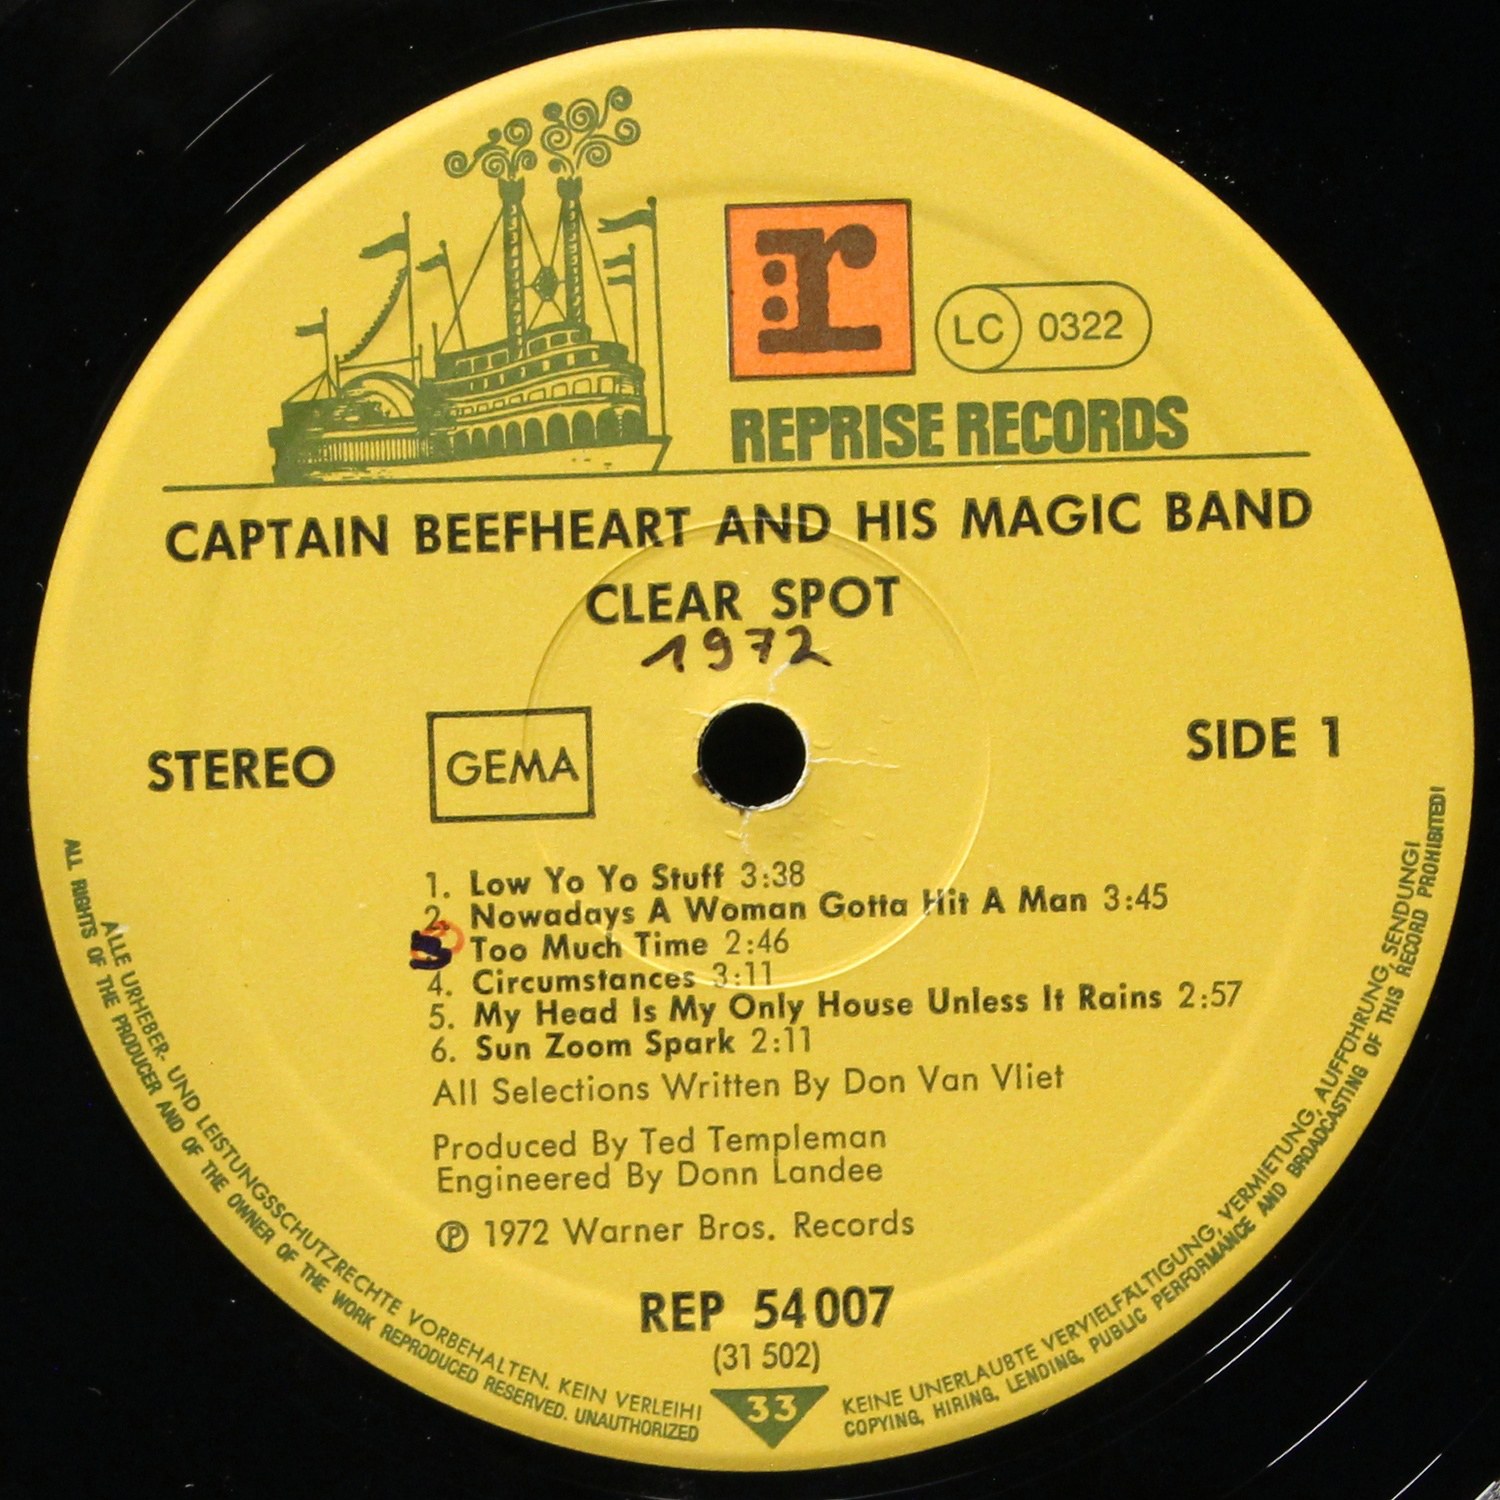 r
LC 0322
REPRISE RECORDS
CAPTAIN BEEFHEART AND HIS MAGIC BAND
CLEAR SPOT
1972
STEREO
GEMA
SIDE 1
1. Low Yo Yo Stuff 3:38
2. Nowadays A Woman Gotta Hit A Man 3:45
Too Much Time 2:46
4. Circumstances 3:11
5. My Head Is My Only House Unless It Rains 2:57
6. Sun Zoom Spark 2:11
All Selections Written By Don Van Vliet
Produced By Ted Templeman
Engineered By Donn Landee
℗ 1972 Warner Bros. Records
REP 54 007
(31 502)
33
ALLE URHEBER- UND LEISTUNGSSCHUTZRECHTE VORBEHALTEN. KEIN VERLEIH! KEINE UNERLAUBTE VERVIELFÄLTIGUNG, VERMIETUNG, AUFFÜHRUNG, SENDUNG!
ALL RIGHTS OF THE PRODUCER AND OF THE OWNER OF THE WORK REPRODUCED RESERVED. UNAUTHORIZED COPYING, HIRING, LENDING, PUBLIC PERFORMANCE AND BROADCASTING OF THIS RECORD PROHIBITED!